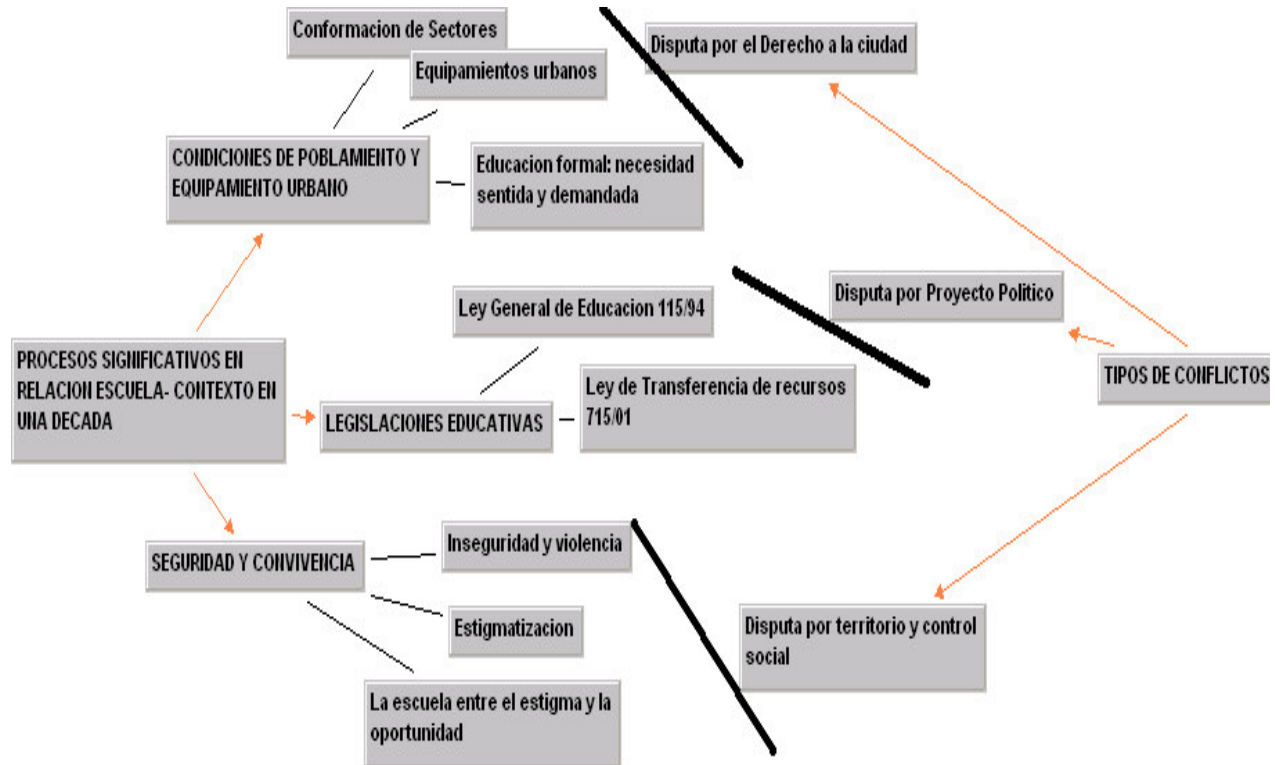 Conformacion de Sectores
Equipamientos urbanos
Disputa por el Derecho a la ciudad
CONDICIONES DE POBLAMIENTO Y
EQUIPAMIENTO URBANO
Educacion formal: necesidad
sentida y demandada
Ley General de Educacion 115/94
Disputa por Proyecto Politico
PROCESOS SIGNIFICATIVOS EN
RELACION ESCUELA- CONTEXTO EN
UNA DECADA
LEGISLACIONES EDUCATIVAS
Ley de Transferencia de recursos
715/01
TIPOS DE CONFLICTOS
SEGURIDAD Y CONVIVENCIA
Inseguridad y violencia
Estigmatizacion
La escuela entre el estigma y la
oportunidad
Disputa por territorio y control
social